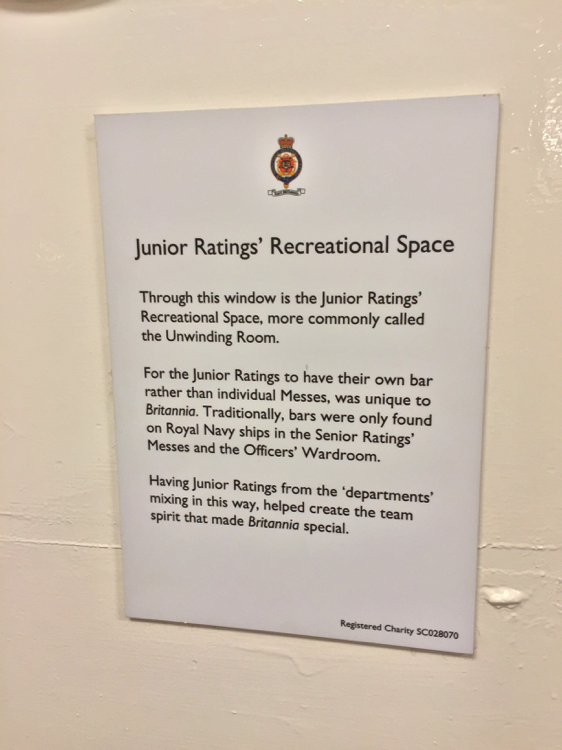 Junior Ratings' Recreational Space
Through this window is the Junior Ratings'
Recreational Space, more commonly called
the Unwinding Room.
For the Junior Ratings to have their own bar
rather than individual Messes, was unique to
Britannia. Traditionally, bars were only found
on Royal Navy ships in the Senior Ratings'
Messes and the Officers' Wardroom.
Having Junior Ratings from the 'departments'
mixing in this way, helped create the team
spirit that made Britannia special.
Registered Charity SC028070